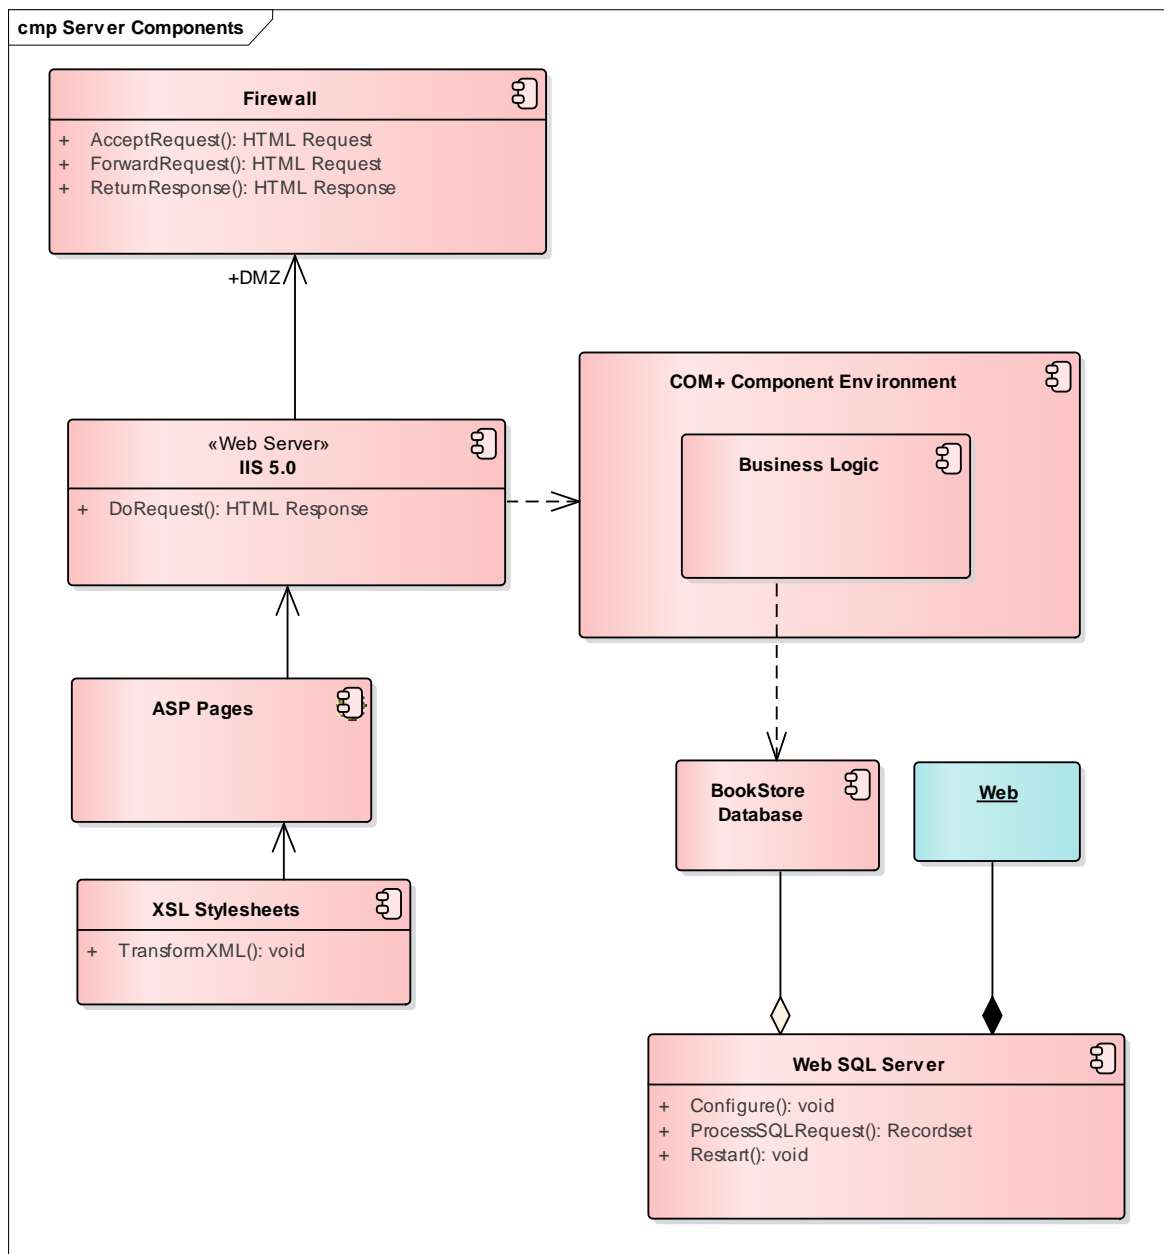 cmp Server Components
Firewall
+ AcceptRequest(): HTML Request
+ ForwardRequest(): HTML Request
+ ReturnResponse(): HTML Response
+DMZ
COM+ Component Environment
Business Logic
«Web Server»
IIS 5.0
+ DoRequest(): HTML Response
ASP Pages
BookStore
Database
Web
XSL Stylesheets
+ TransformXML(): void
Web SQL Server
+ Configure(): void
+ ProcessSQLRequest(): Recordset
+ Restart(): void